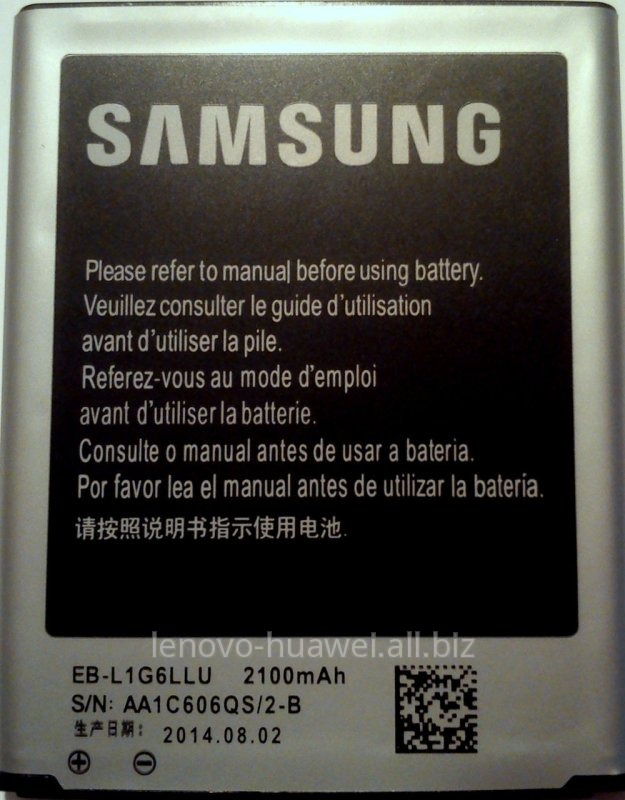 SAMSUNG
Please refer to manual before using battery.
Veuillez consulter le guide d'utilisation
avant d'utiliser la pile.
Referez-vous au mode d'emploi
avant d'utiliser la batterie.
Consulte o manual antes de usar a bateria.
Por favor lea el manual antes de utilizar la batería.
请按照说明书指示使用电池.
lenovo-huawei.all.biz
EB-L1G6LLU 2100mAh
S/N: AA1C606QS/2-B
生产日期: 2014.08.02